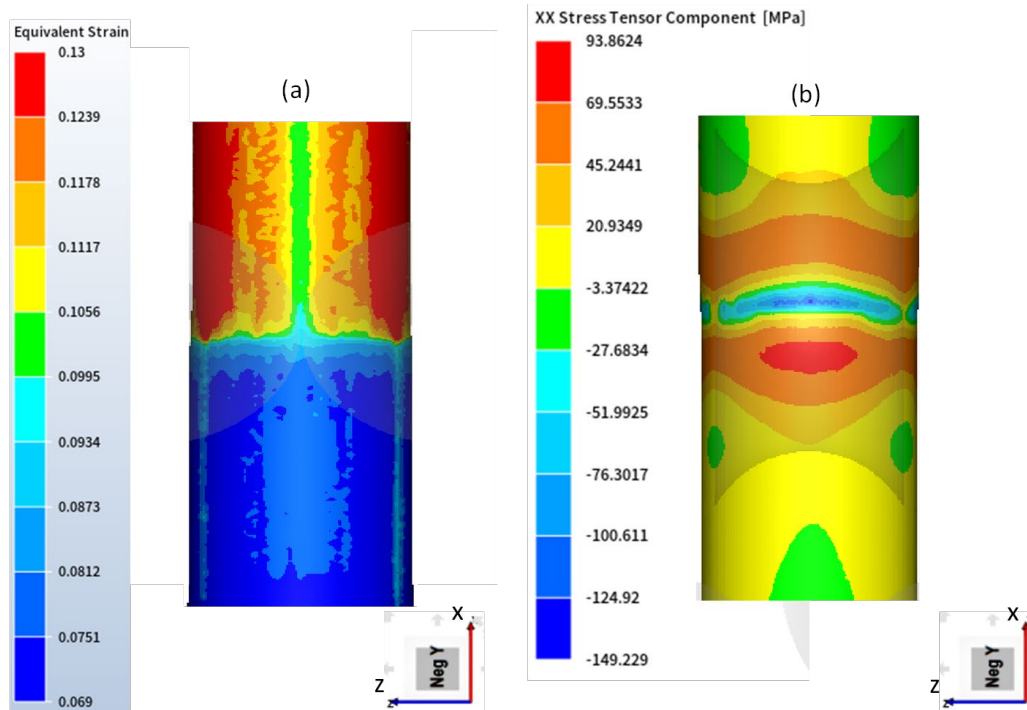 Equivalent Strain
0.13
0.1239
0.1178
0.1117
0.1056
0.0995
0.0934
0.0873
0.0812
0.0751
0.069
(a)
X
Neg Y
Z
z
XX Stress Tensor Component [MPa]
93.8624
69.5533
45.2441
20.9349
-3.37422
-27.6834
-51.9925
-76.3017
-100.611
-124.92
-149.229
(b)
X
Neg Y
Z
z